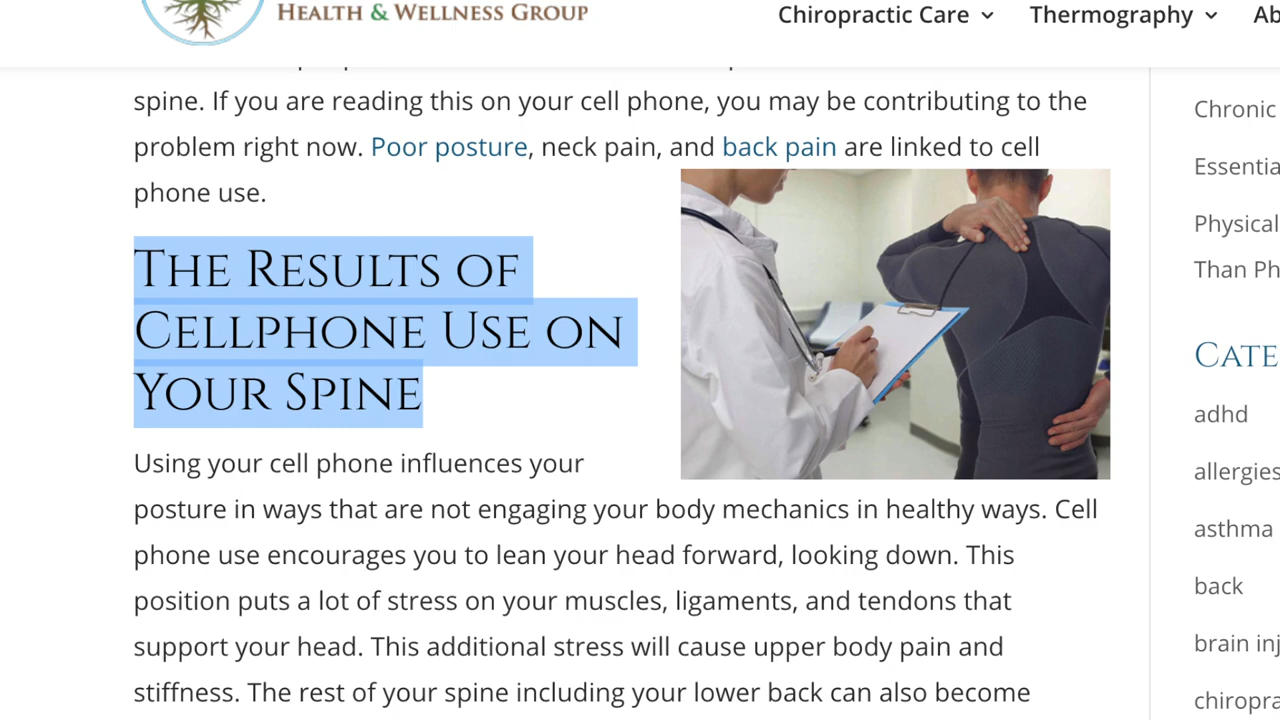 HEALTH & WELLNESS GROUP
Chiropractic Care
Thermography
Ab
spine. If you are reading this on your cell phone, you may be contributing to the
problem right now. Poor posture, neck pain, and back pain are linked to cell
phone use.
THE RESULTS OF
CELLPHONE USE ON
YOUR SPINE
Using your cell phone influences your
posture in ways that are not engaging your body mechanics in healthy ways. Cell
phone use encourages you to lean your head forward, looking down. This
position puts a lot of stress on your muscles, ligaments, and tendons that
support your head. This additional stress will cause upper body pain and
stiffness. The rest of your spine including your lower back can also become
Chronic
Essentia
Physical
Than Ph
CATE
adhd
allergies
asthma
back
brain inj
chiropra